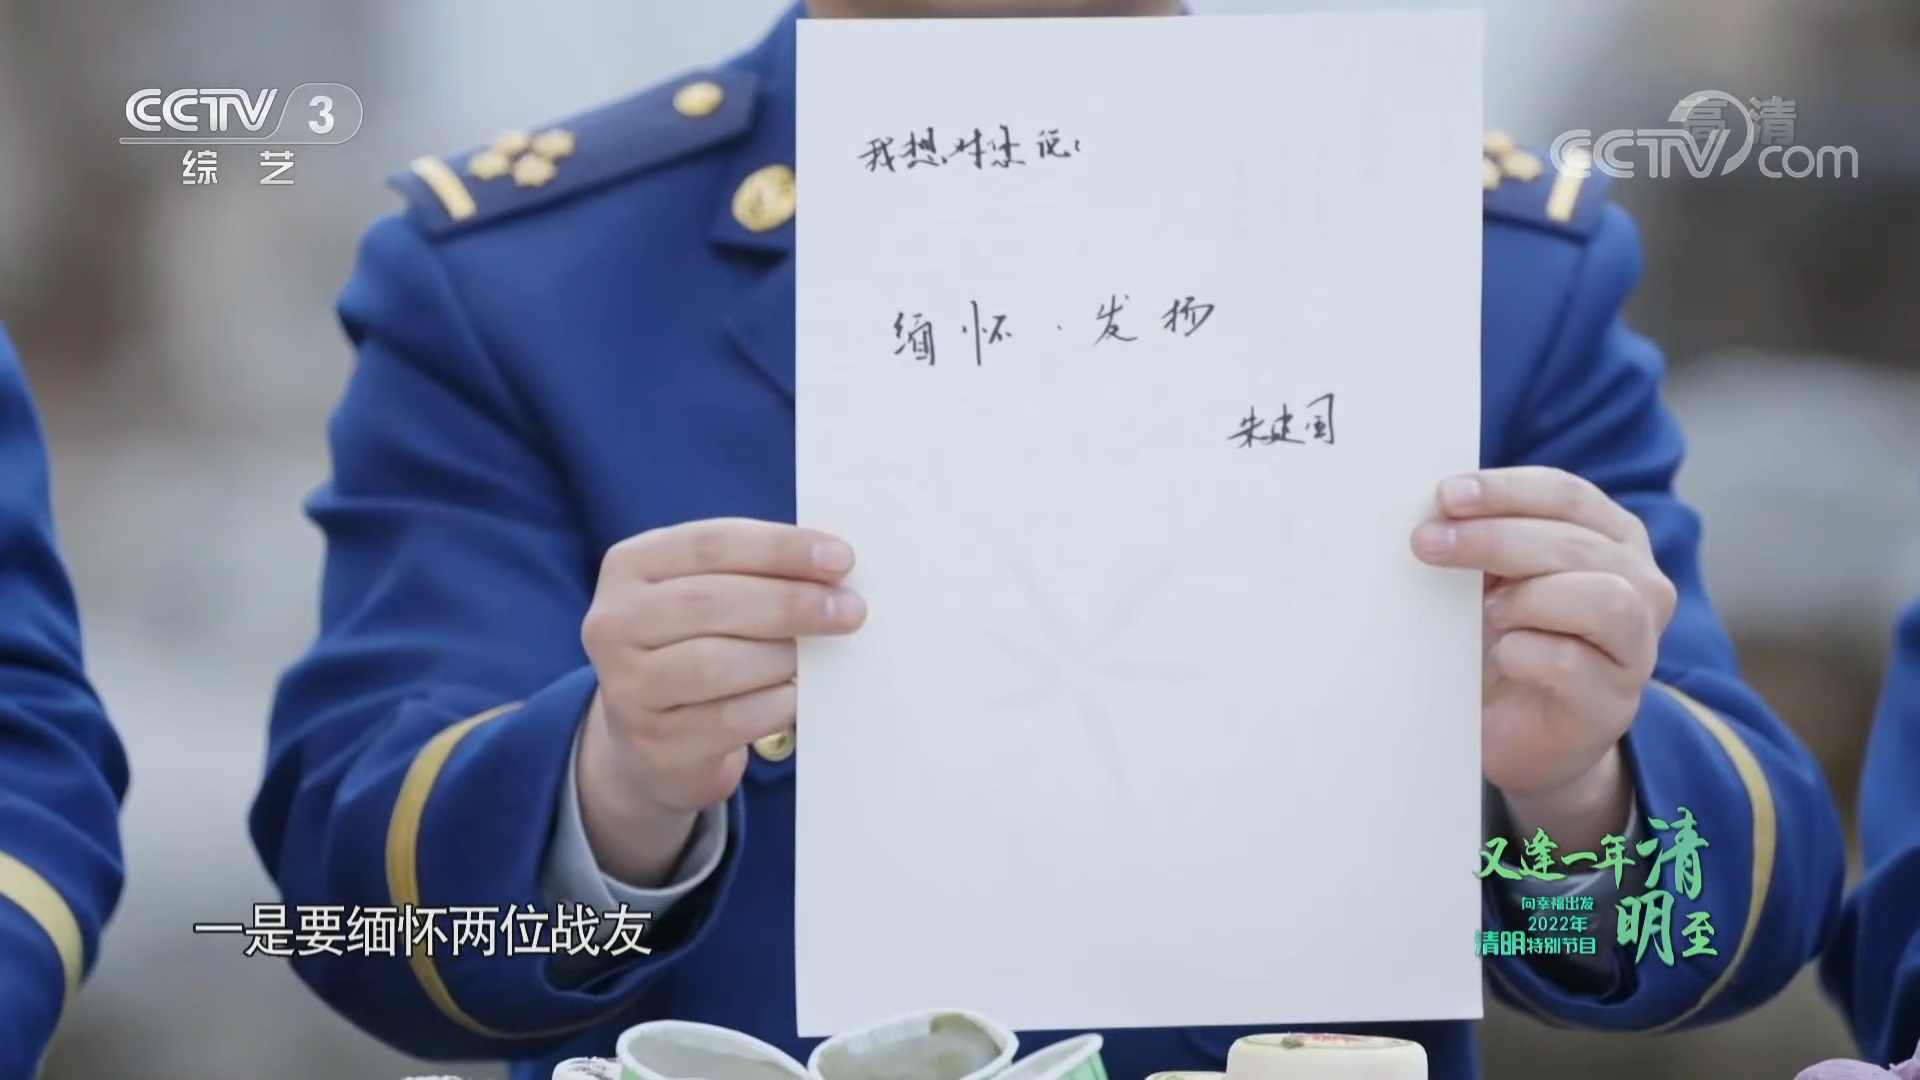 CCTV 3
综艺
高清
CCTV com
我想对您说：
缅怀·发扬
朱建国
一是要缅怀两位战友
又逢一年清明至
向幸福出发
2022年
清明特别节目